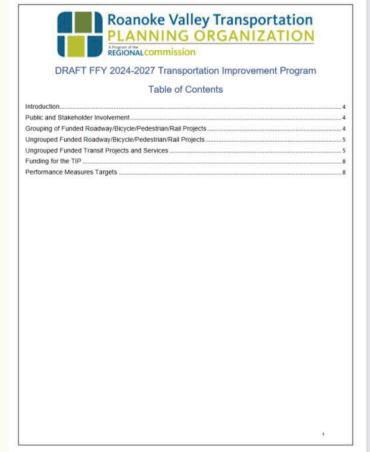 Roanoke Valley Transportation
PLANNING ORGANIZATION
A Program of the
REGIONALcommission
DRAFT FFY 2024-2027 Transportation Improvement Program
Table of Contents
Introduction 4
Public and Stakeholder Involvement 4
Grouping of Funded Roadway/Bicycle/Pedestrian/Rail Projects 4
Ungrouped Funded Roadway/Bicycle/Pedestrian/Rail Projects 5
Ungrouped Funded Transit Projects and Services 5
Funding for the TIP 8
Performance Measures Targets 8
1